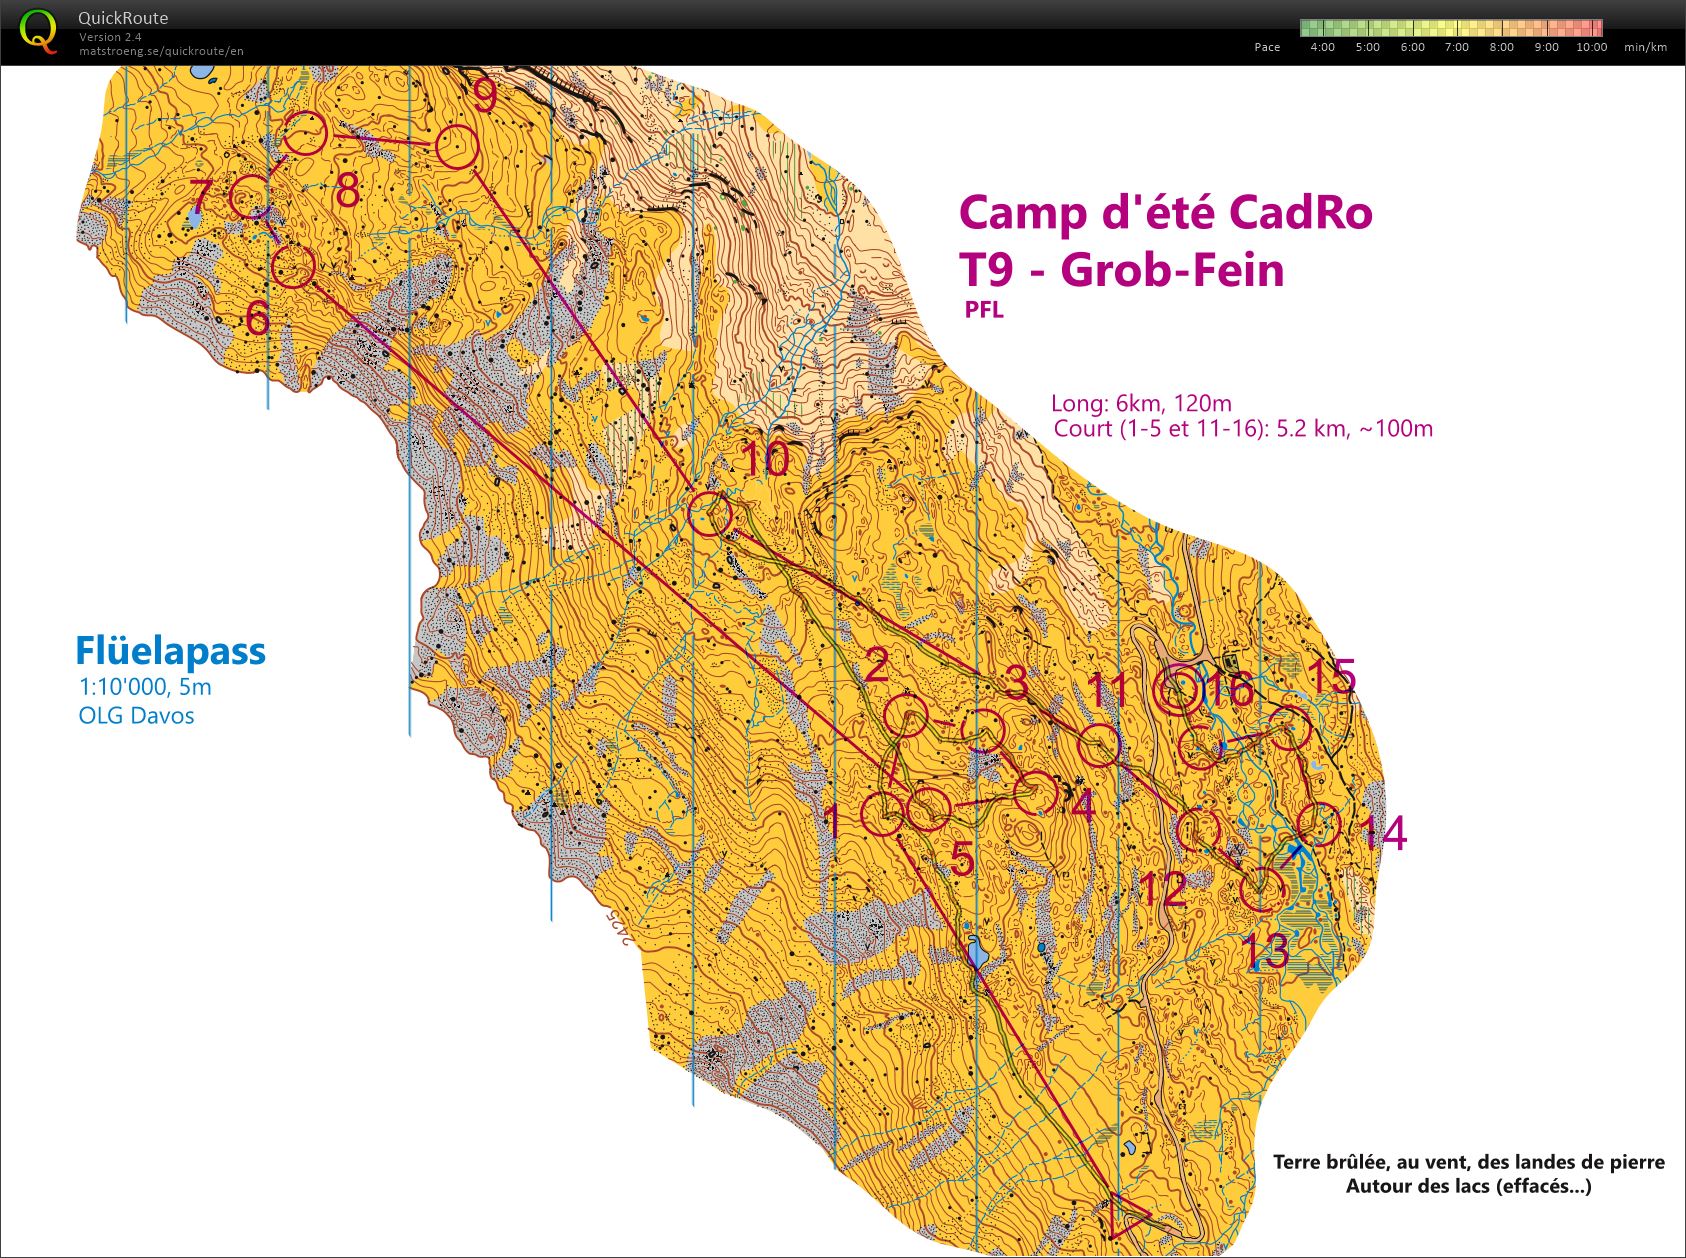 QuickRoute
Version 2.4
matstroeng.se/quickroute/en
Pace 4:00 5:00 6:00 7:00 8:00 9:00 10:00 min/km
Camp d'été CadRo
T9 - Grob-Fein
PFL
Long: 6km, 120m
Court (1-5 et 11-16): 5.2 km, ~100m
Flüelapass
1:10'000, 5m
OLG Davos
9
7
8
6
10
2
3
11
16
15
1
4
14
5
12
13
2425
Terre brûlée, au vent, des landes de pierre
Autour des lacs (effacés...)